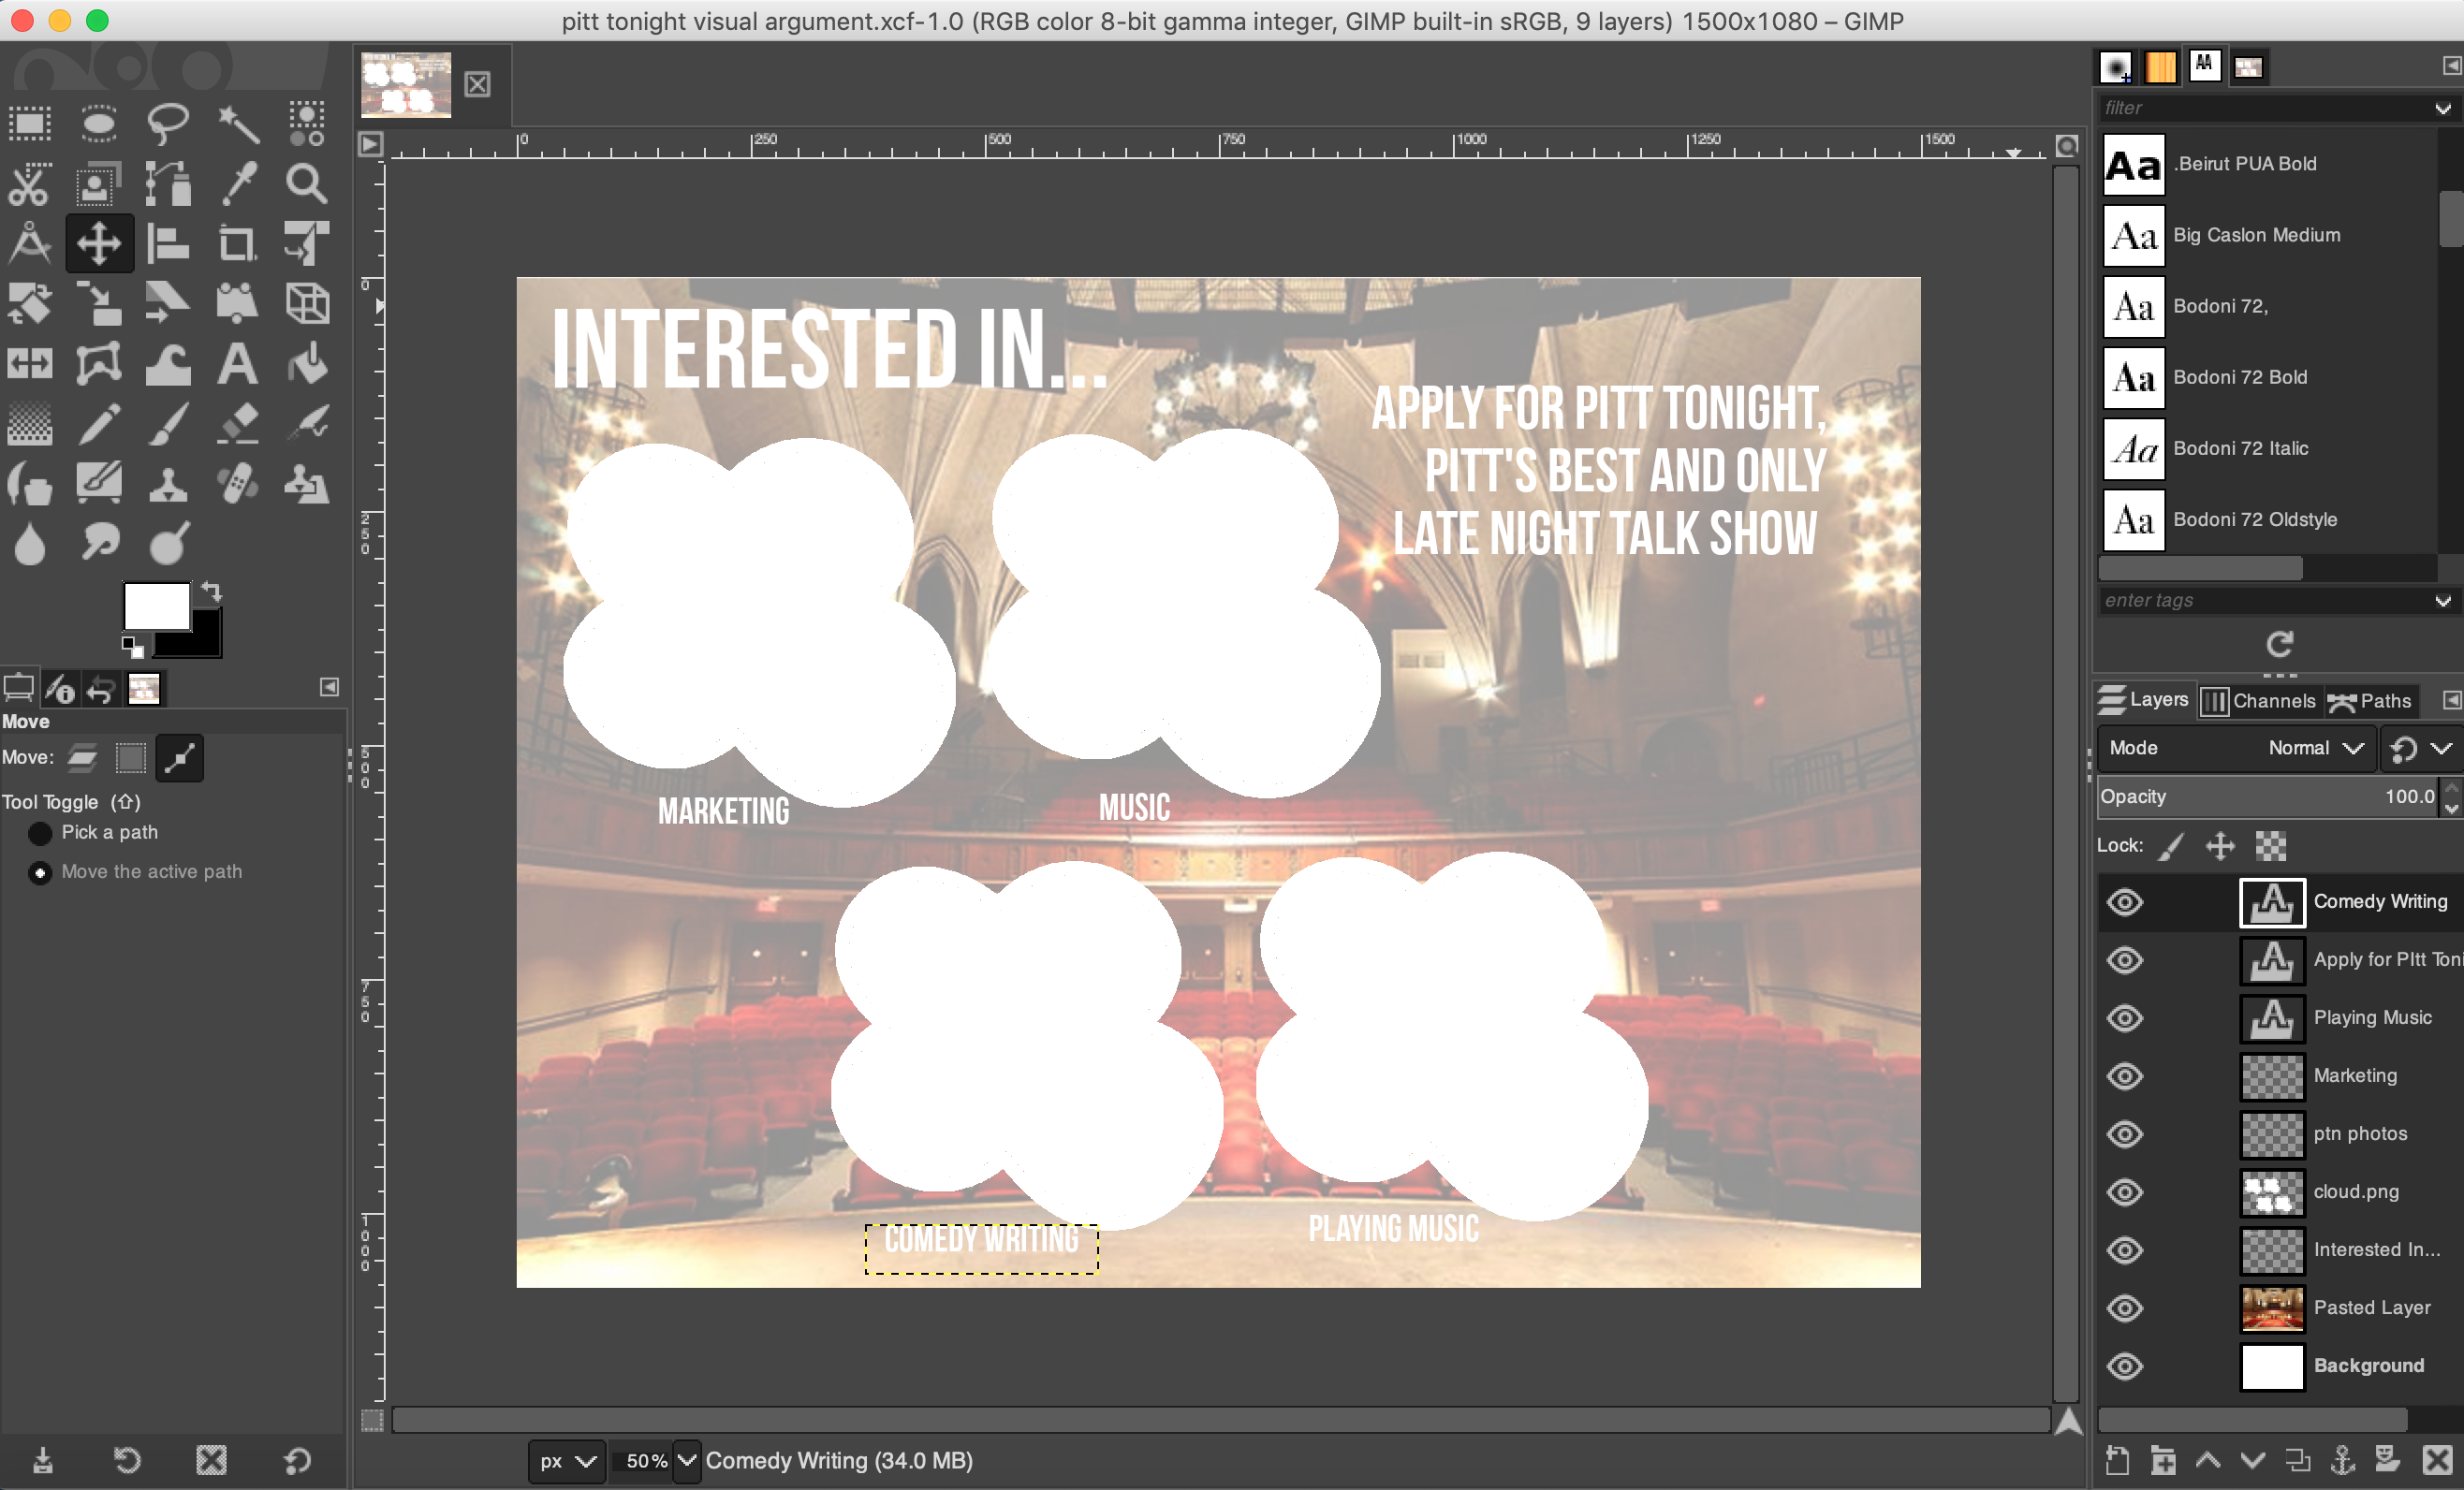 pitt tonight visual argument.xcf-1.0 (RGB color 8-bit gamma integer, GIMP built-in sRGB, 9 layers) 1500x1080 – GIMP
0 250 500 750 1000 1250 1500
0
250
500
750
1000
INTERESTED IN...
APPLY FOR PITT TONIGHT,
PITT'S BEST AND ONLY
LATE NIGHT TALK SHOW
MARKETING
MUSIC
COMEDY WRITING
PLAYING MUSIC
Move
Move:
Tool Toggle (⇧)
Pick a path
Move the active path
px
50%
Comedy Writing (34.0 MB)
AA
filter
Aa .Beirut PUA Bold
Aa Big Caslon Medium
Aa Bodoni 72,
Aa Bodoni 72 Bold
Aa Bodoni 72 Italic
Aa Bodoni 72 Oldstyle
enter tags
Layers Channels Paths
Mode Normal
Opacity 100.0
Lock:
Comedy Writing
Apply for PItt Toni
Playing Music
Marketing
ptn photos
cloud.png
Interested In...
Pasted Layer
Background